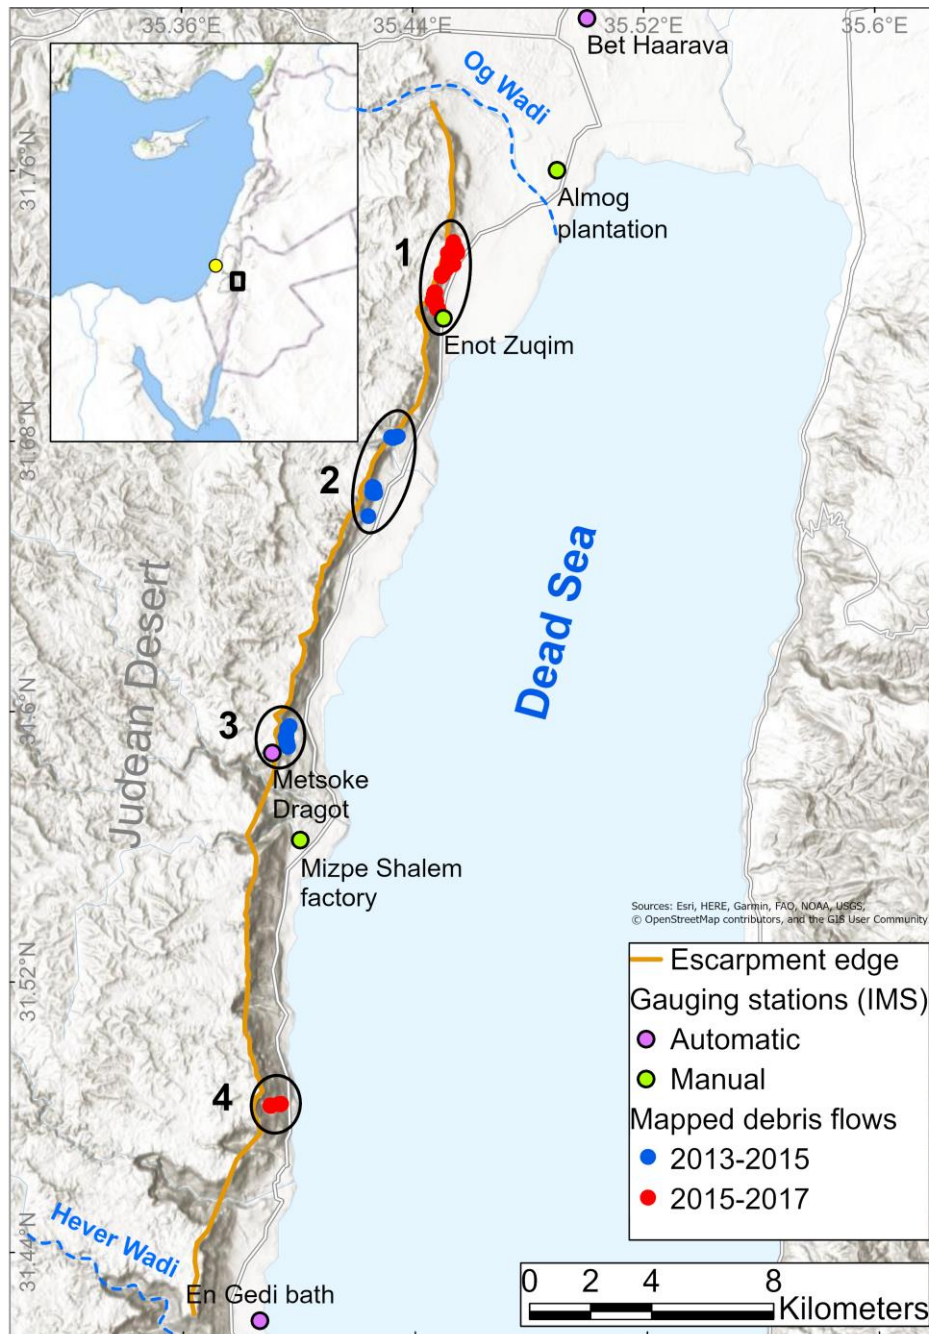 35.36°E
35.44°E
35.52°E
35.6°E
Bet Haarava
Og Wadi
31.76°N
Almog
plantation
1
Enot Zuqim
31.68°N
2
Dead Sea
Judean Desert
31.6°N
3
Metsoke
Dragot
Mizpe Shalem
factory
Sources: Esri, HERE, Garmin, FAO, NOAA, USGS,
© OpenStreetMap contributors, and the GIS User Community
31.52°N
Escarpment edge
Gauging stations (IMS)
Automatic
Manual
Mapped debris flows
2013-2015
2015-2017
4
31.44°N
Hever Wadi
En Gedi bath
0 2 4 8
Kilometers